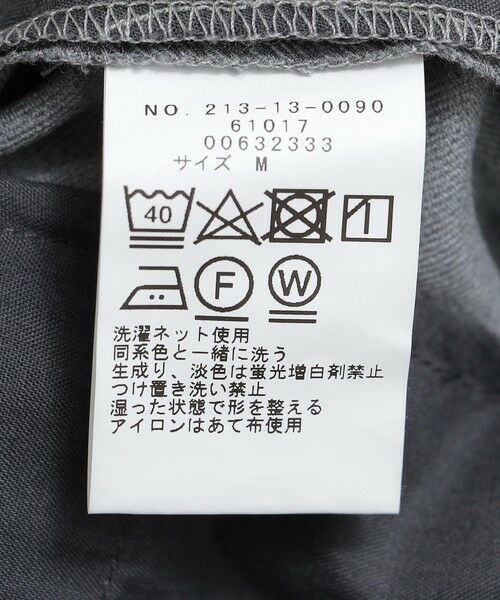 NO. 213-13-0090
61017
00632333
サイズ M
40
F W
洗濯ネット使用
同系色と一緒に洗う
生成り、淡色は蛍光増白剤禁止
つけ置き洗い禁止
湿った状態で形を整える
アイロンはあて布使用